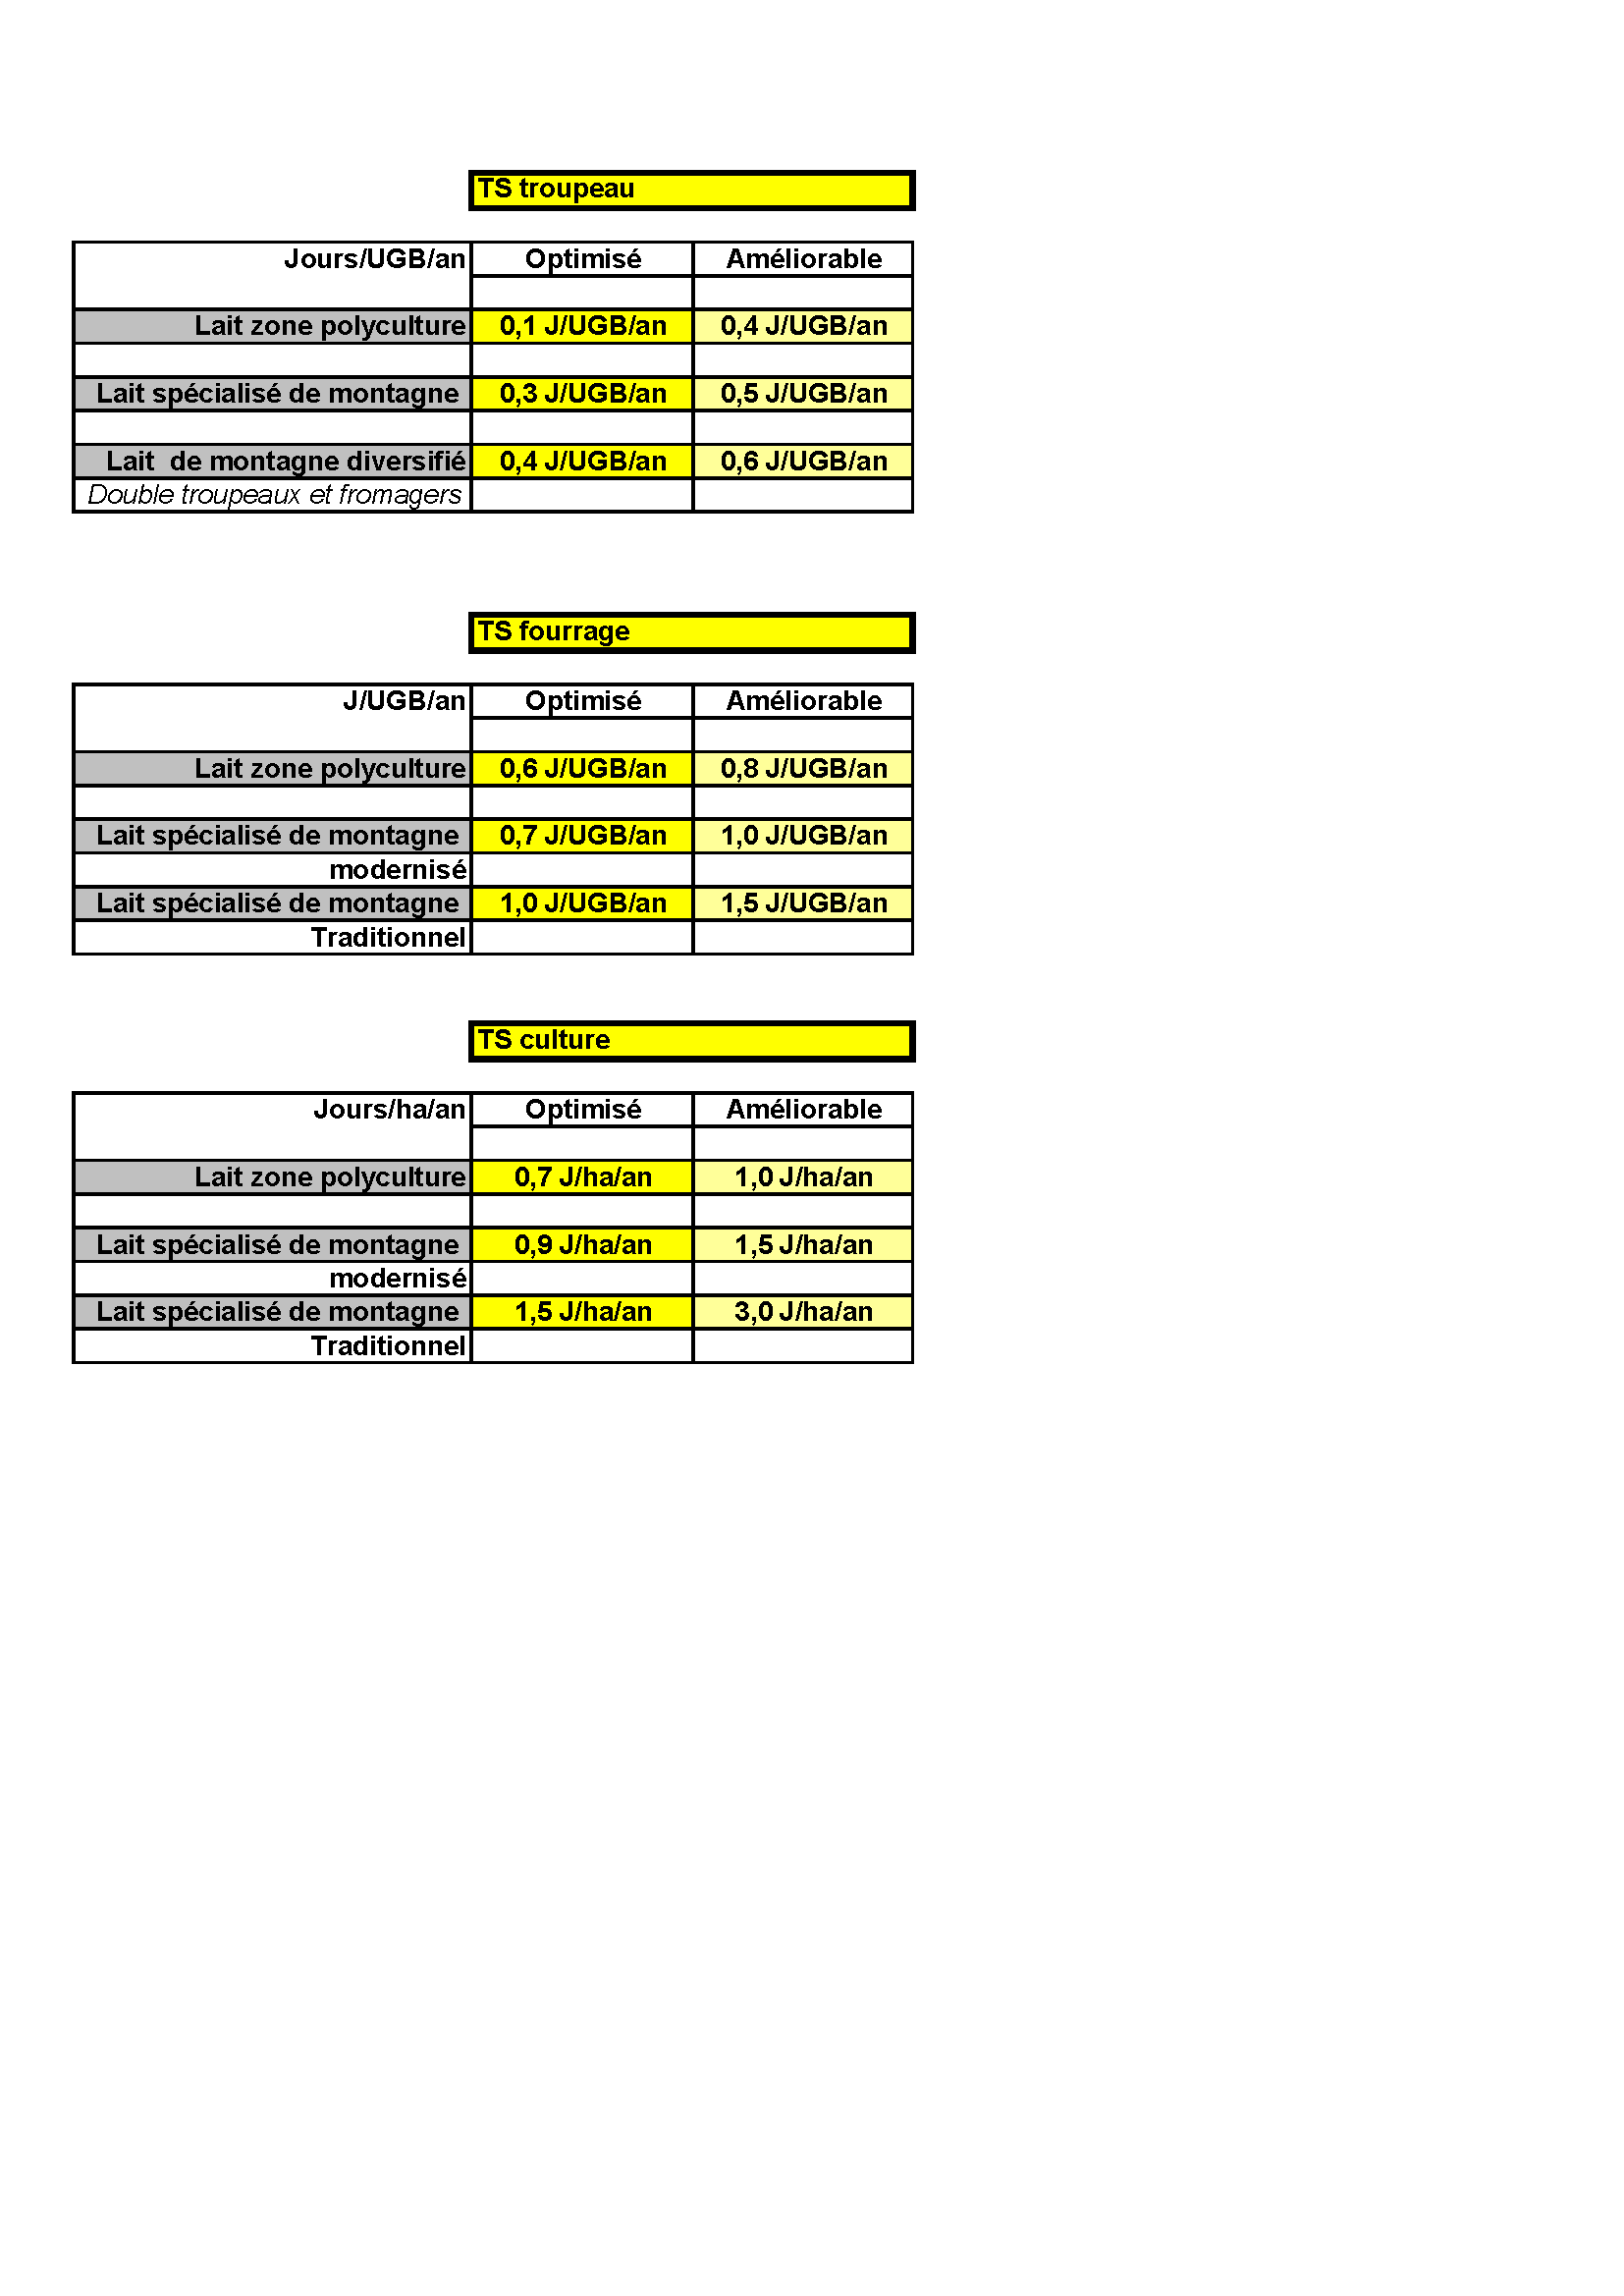 TS troupeau
Jours/UGB/an Optimisé Améliorable
Lait zone polyculture 0,1 J/UGB/an 0,4 J/UGB/an
Lait spécialisé de montagne 0,3 J/UGB/an 0,5 J/UGB/an
Lait de montagne diversifié 0,4 J/UGB/an 0,6 J/UGB/an
Double troupeaux et fromagers
TS fourrage
J/UGB/an Optimisé Améliorable
Lait zone polyculture 0,6 J/UGB/an 0,8 J/UGB/an
Lait spécialisé de montagne 0,7 J/UGB/an 1,0 J/UGB/an
modernisé
Lait spécialisé de montagne 1,0 J/UGB/an 1,5 J/UGB/an
Traditionnel
TS culture
Jours/ha/an Optimisé Améliorable
Lait zone polyculture 0,7 J/ha/an 1,0 J/ha/an
Lait spécialisé de montagne 0,9 J/ha/an 1,5 J/ha/an
modernisé
Lait spécialisé de montagne 1,5 J/ha/an 3,0 J/ha/an
Traditionnel